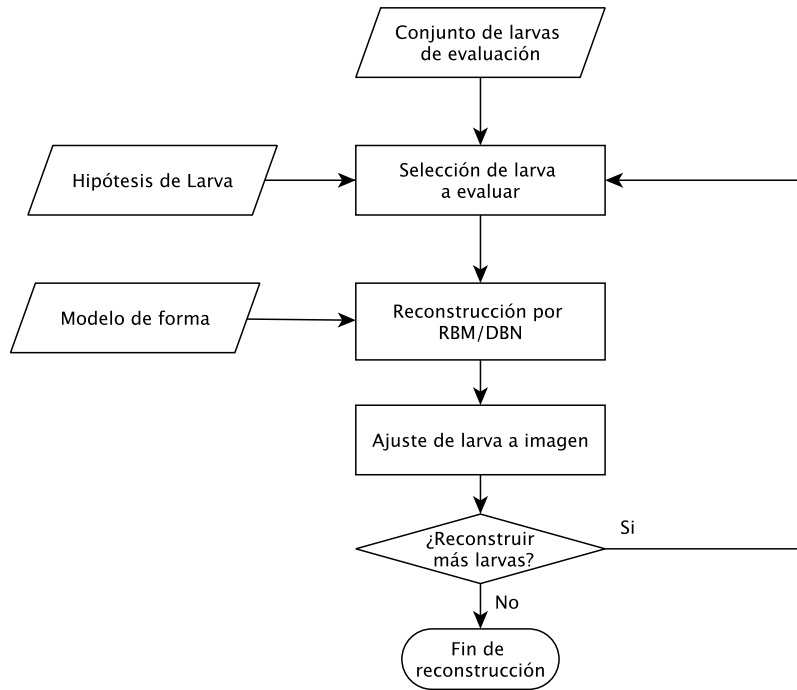 Conjunto de larvas
de evaluación
Hipótesis de Larva
Selección de larva
a evaluar
Modelo de forma
Reconstrucción por
RBM/DBN
Ajuste de larva a imagen
¿Reconstruir
más larvas?
Si
No
Fin de
reconstrucción